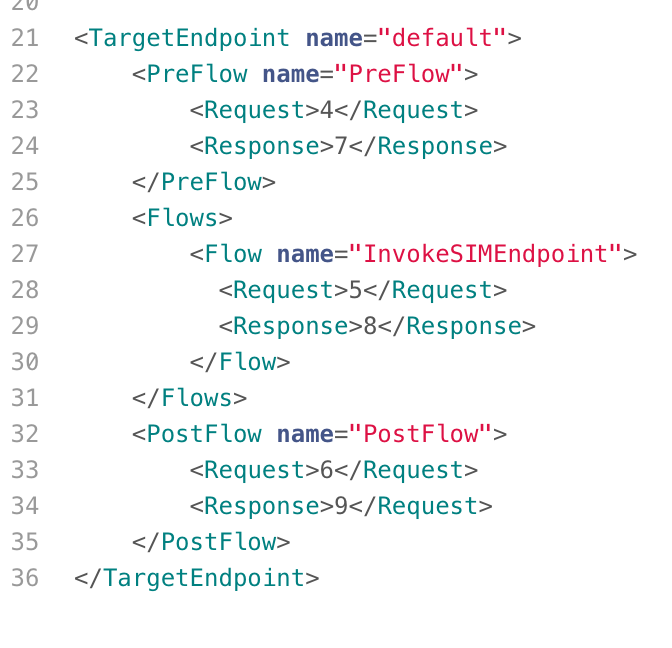 20
21 <TargetEndpoint name="default">
22 <PreFlow name="PreFlow">
23 <Request>4</Request>
24 <Response>7</Response>
25 </PreFlow>
26 <Flows>
27 <Flow name="InvokeSIMEndpoint">
28 <Request>5</Request>
29 <Response>8</Response>
30 </Flow>
31 </Flows>
32 <PostFlow name="PostFlow">
33 <Request>6</Request>
34 <Response>9</Request>
35 </PostFlow>
36 </TargetEndpoint>